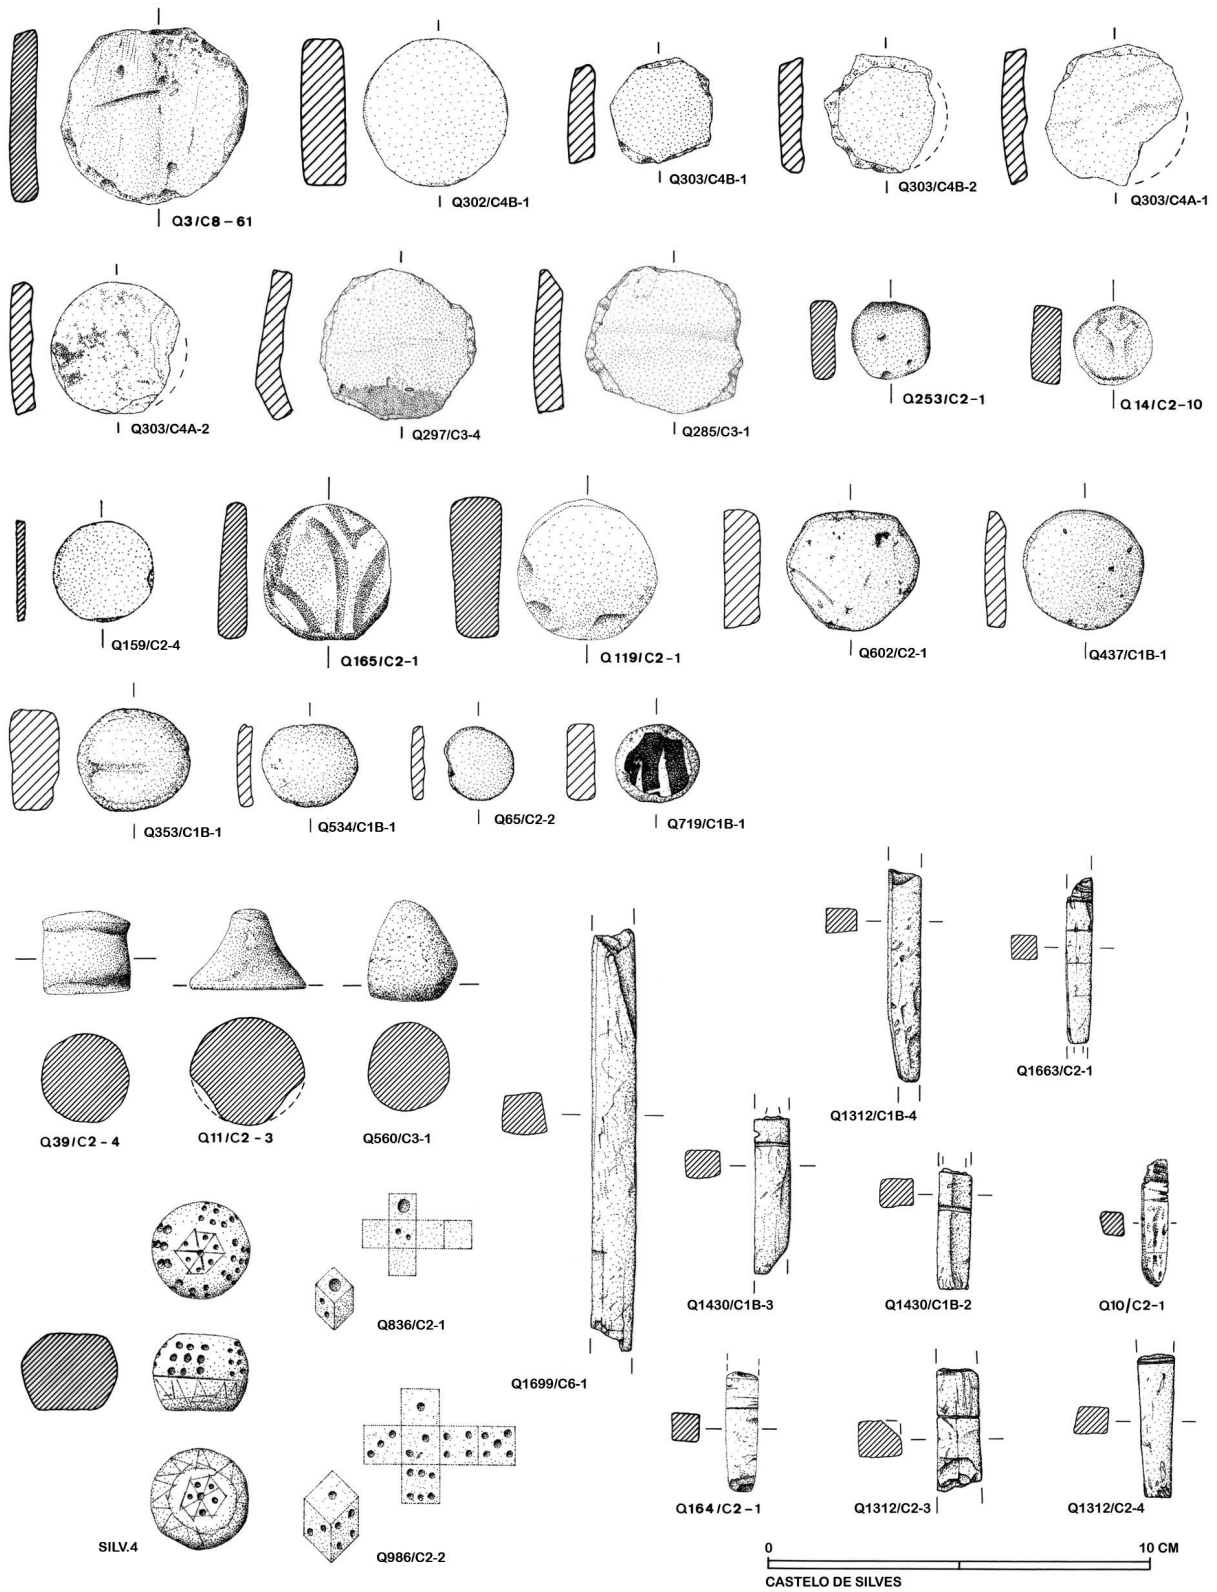 Q3/C8-61
Q302/C4B-1
Q303/C4B-1
Q303/C4B-2
Q303/C4A-1
Q303/C4A-2
Q297/C3-4
Q285/C3-1
Q253/C2-1
Q14/C2-10
Q159/C2-4
Q165/C2-1
Q119/C2-1
Q602/C2-1
Q437/C1B-1
Q353/C1B-1
Q534/C1B-1
Q65/C2-2
Q719/C1B-1
Q39/C2-4
Q11/C2-3
Q560/C3-1
Q1312/C1B-4
Q1663/C2-1
Q836/C2-1
Q1430/C1B-3
Q1430/C1B-2
Q10/C2-1
Q1699/C6-1
Q164/C2-1
Q1312/C2-3
Q1312/C2-4
SILV.4
Q986/C2-2
0 10 CM
CASTELO DE SILVES